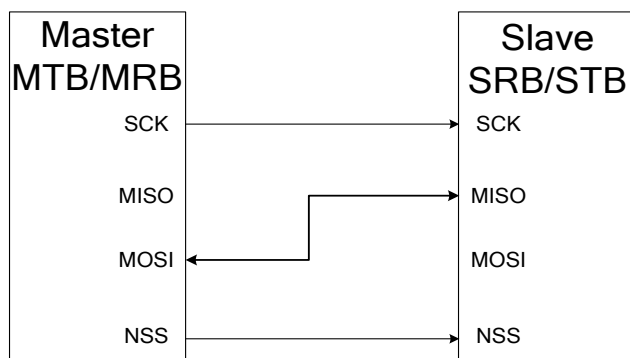 Master
MTB/MRB
SCK
MISO
MOSI
NSS
Slave
SRB/STB
SCK
MISO
MOSI
NSS